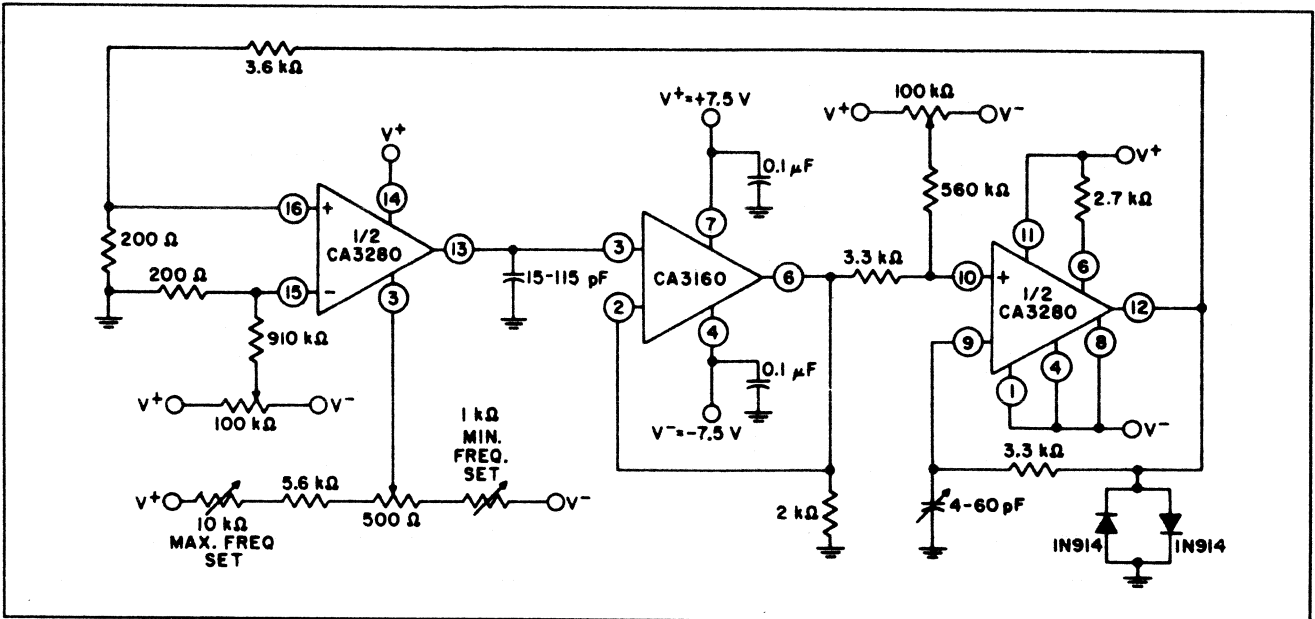 3.6 kΩ
200 Ω
200 Ω
910 kΩ
V+
V-
100 kΩ
16
+
15
-
V+
14
1/2
CA3280
3
13
15-115 pF
V+
10 kΩ
MAX. FREQ
SET
5.6 kΩ
500 Ω
1 kΩ
MIN.
FREQ.
SET
V-
V+=+7.5 V
0.1 μF
7
3
2
CA3160
6
4
0.1 μF
V-=-7.5 V
2 kΩ
3.3 kΩ
100 kΩ
V+
V-
560 kΩ
V+
2.7 kΩ
11
6
10
+
1/2
CA3280
9
12
8
4
1
V-
3.3 kΩ
4-60 pF
1N914
1N914